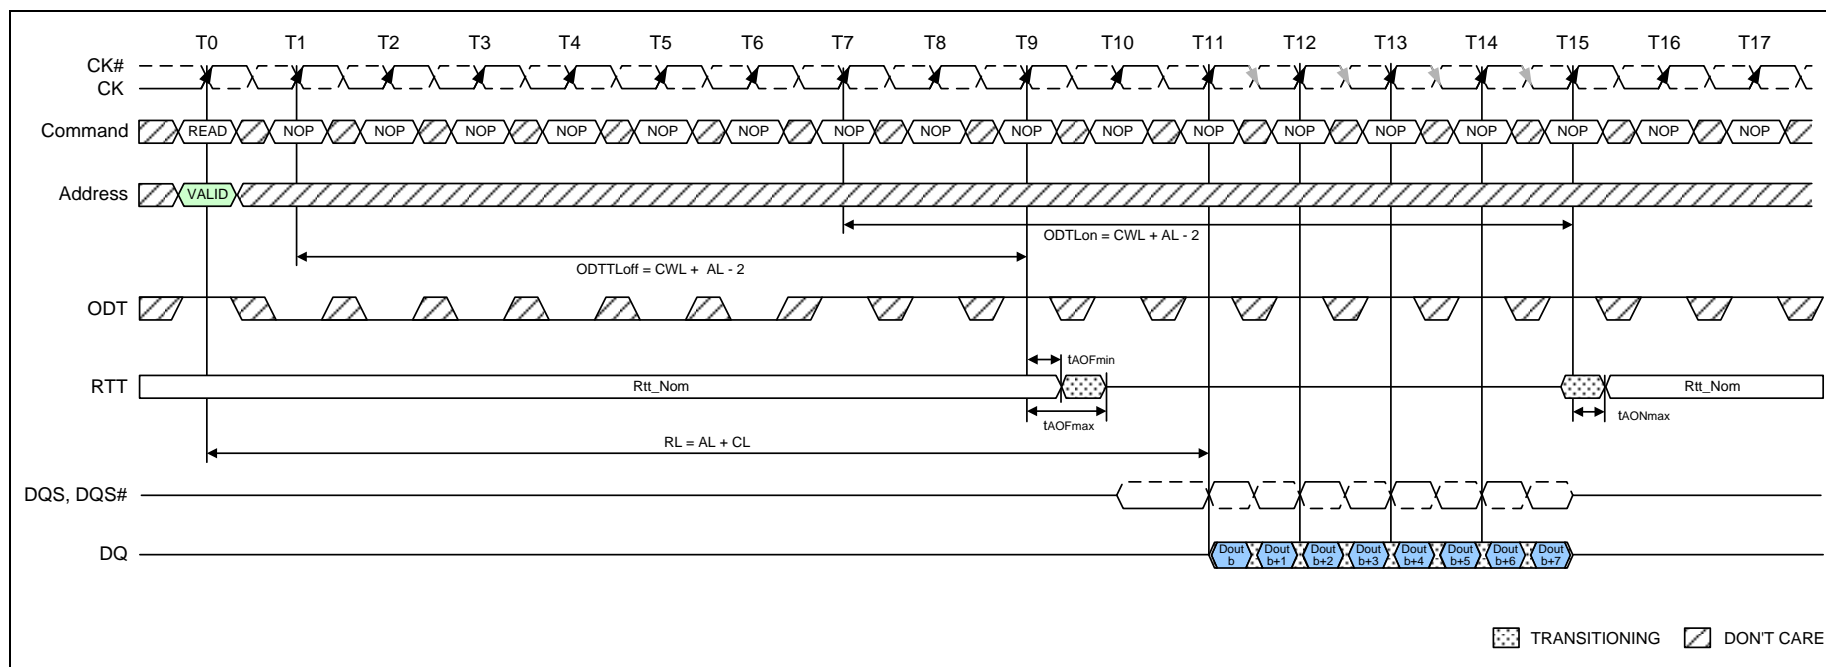 T0 T1 T2 T3 T4 T5 T6 T7 T8 T9 T10 T11 T12 T13 T14 T15 T16 T17
CK#
CK
Command READ NOP NOP NOP NOP NOP NOP NOP NOP NOP NOP NOP NOP NOP NOP NOP NOP NOP
Address VALID
ODTLon = CWL + AL - 2
ODTTLoff = CWL + AL - 2
ODT
tAOFmin
RTT Rtt_Nom Rtt_Nom
tAOFmax tAONmax
RL = AL + CL
DQS, DQS#
DQ
Dout Dout Dout Dout Dout Dout Dout Dout
b b+1 b+2 b+3 b+4 b+5 b+6 b+7
TRANSITIONING DON'T CARE